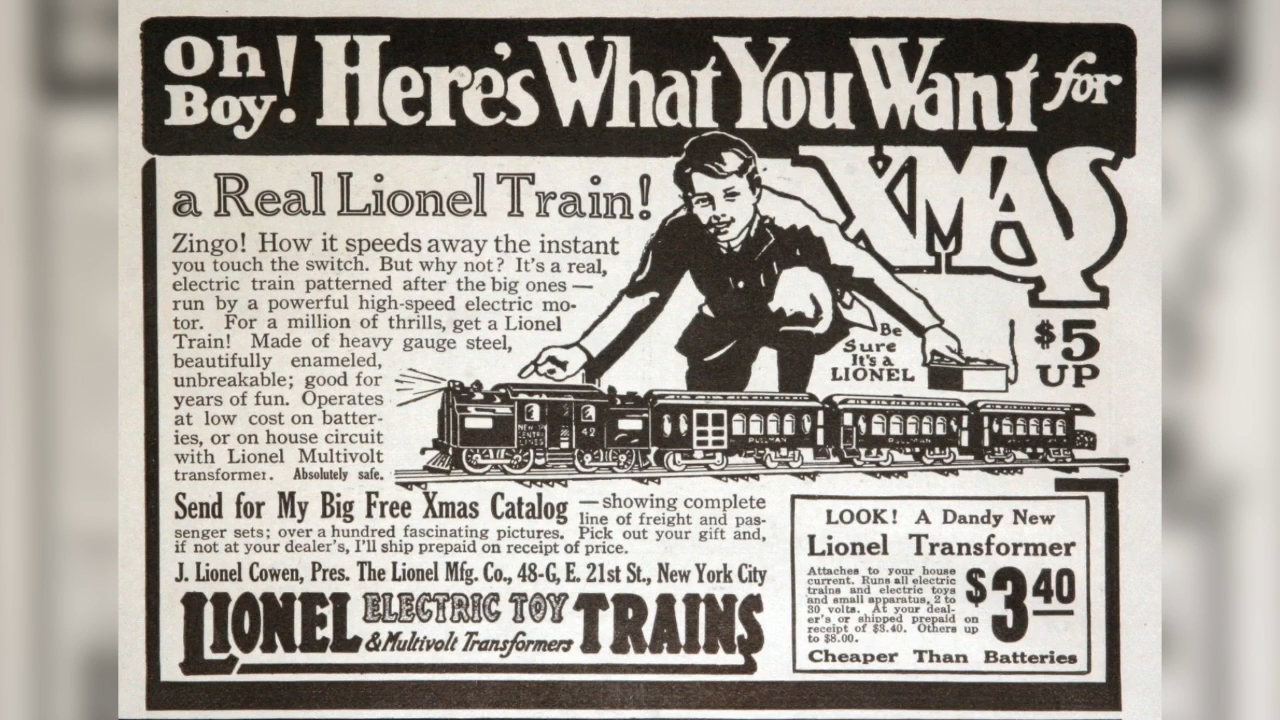 Oh Boy! Here's What You Want for
XMAS
a Real Lionel Train!
Zingo! How it speeds away the instant
you touch the switch. But why not? It's a real,
electric train patterned after the big ones —
run by a powerful high-speed electric mo-
tor. For a million of thrills, get a Lionel
Train! Made of heavy gauge steel,
beautifully enameled,
unbreakable; good for
years of fun. Operates
at low cost on batter-
ies, or on house circuit
with Lionel Multivolt
transformer. Absolutely safe.
Be
Sure
It's a
LIONEL
$5
UP
NEW YORK
CENTRAL
LINES
42
PULLMAN
PULLMAN
Send for My Big Free Xmas Catalog — showing complete
line of freight and pas-
senger sets; over a hundred fascinating pictures. Pick out your gift and,
if not at your dealer's, I'll ship prepaid on receipt of price.
J. Lionel Cowen, Pres. The Lionel Mfg. Co., 48-G, E. 21st St., New York City
LIONEL ELECTRIC TOY TRAINS
& Multivolt Transformers
LOOK! A Dandy New
Lionel Transformer
Attaches to your house
current. Runs all electric
trains and electric toys
and small apparatus, 2 to
30 volts. At your deal-
er's or shipped prepaid on
receipt of $3.40. Others up
to $8.00.
$3.40
Cheaper Than Batteries